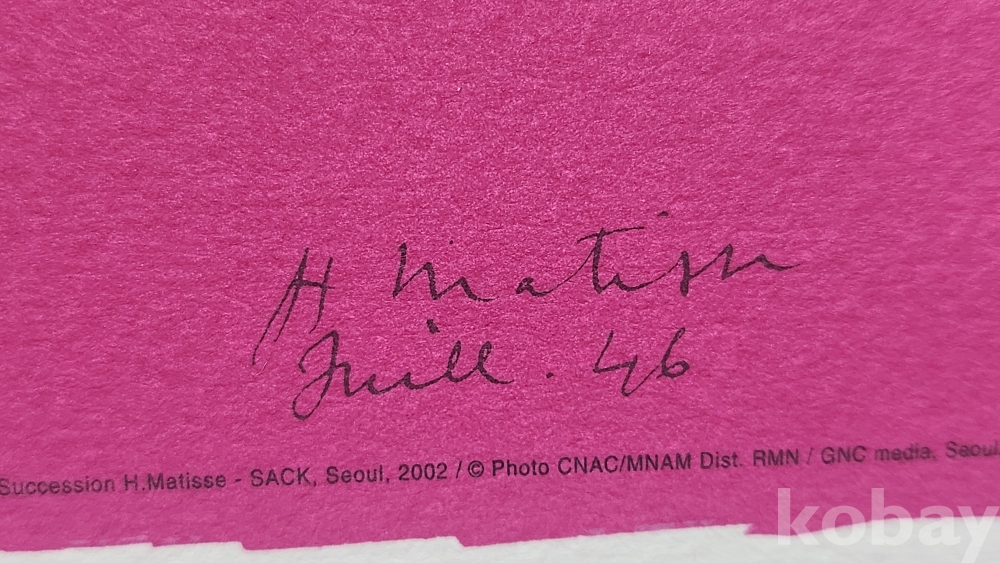 H Matisse
Juill. 46
Succession H.Matisse - SACK, Seoul, 2002 / © Photo CNAC/MNAM Dist. RMN / GNC media, Seoul
kobay